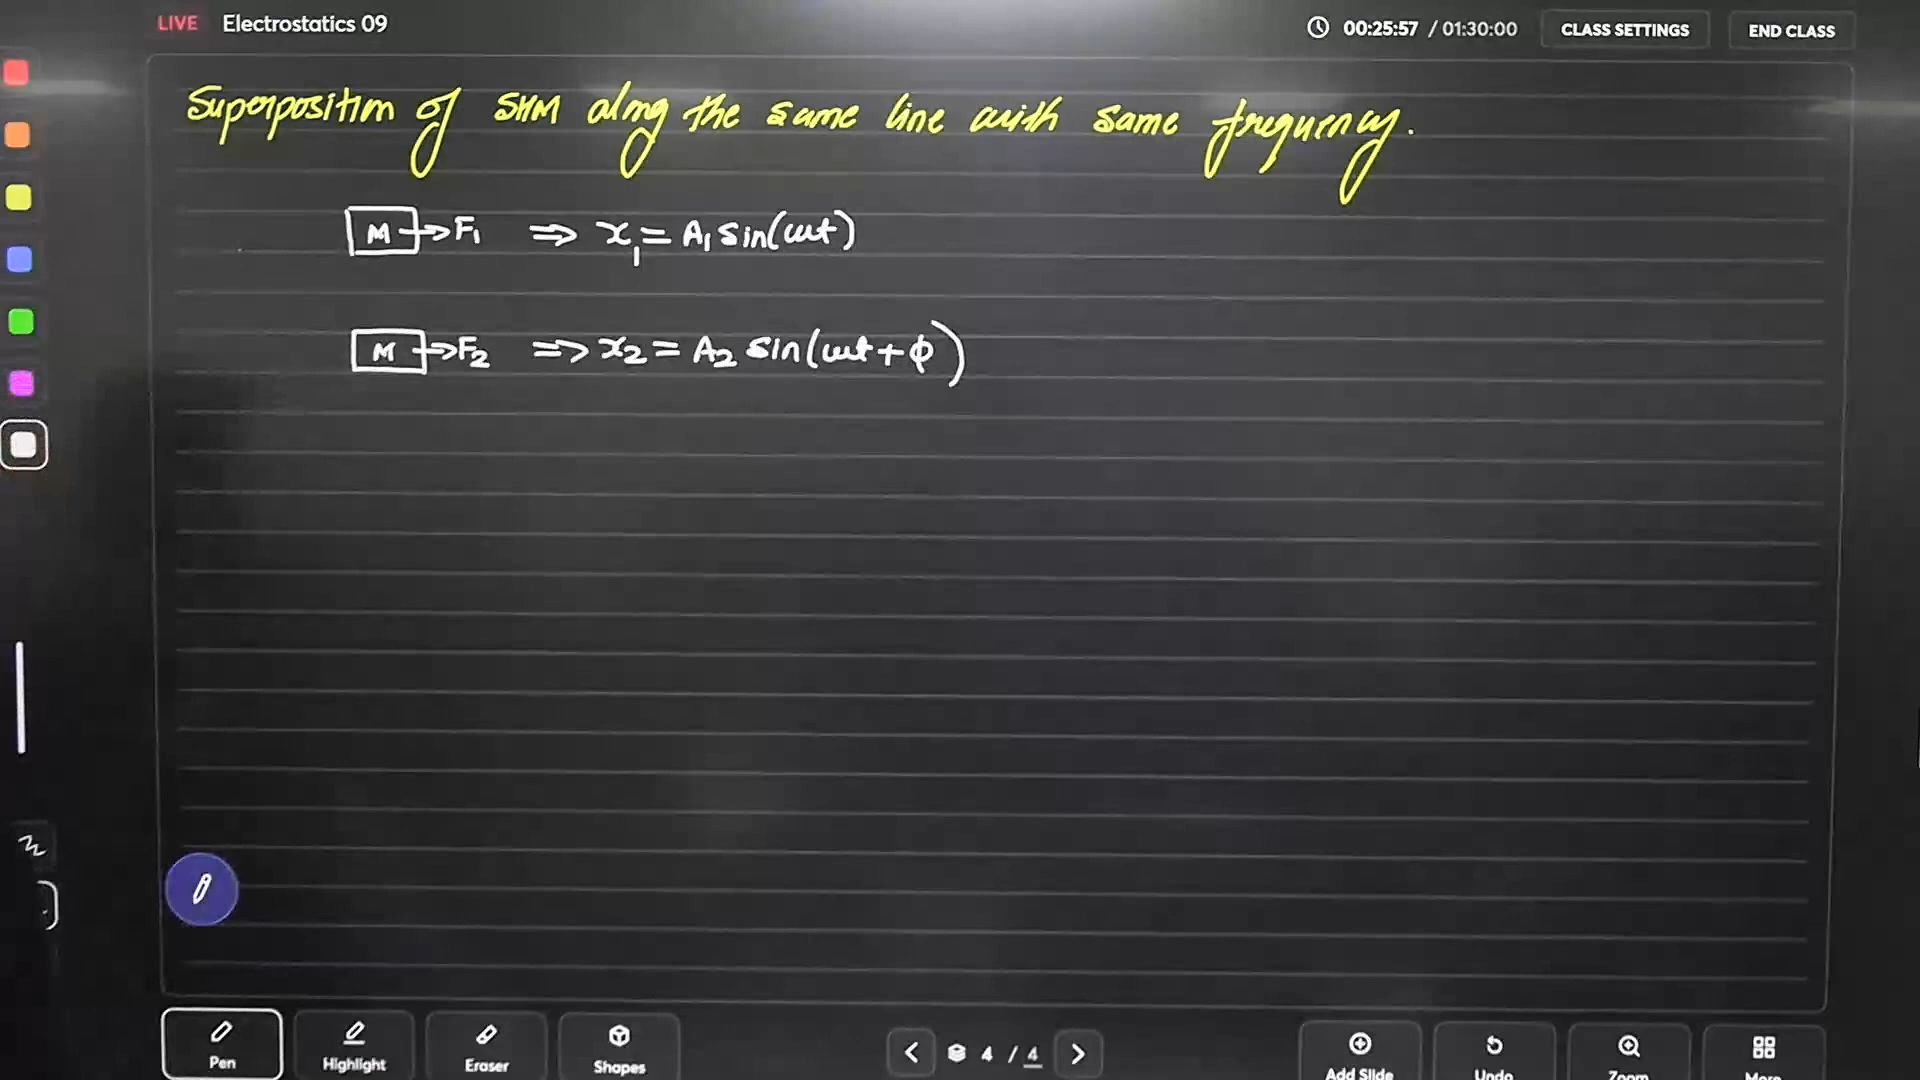 LIVE Electrostatics 09 00:25:57 / 01:30:00 CLASS SETTINGS END CLASS
Superposition of SHM along the same line with same frequency.
M → F₁ ⇒ x₁ = A₁ sin(ωt)
M → F₂ ⇒ x₂ = A₂ sin(ωt + ϕ)
Pen Highlight Eraser Shapes 4 / 4 Add Slide Undo Zoom More